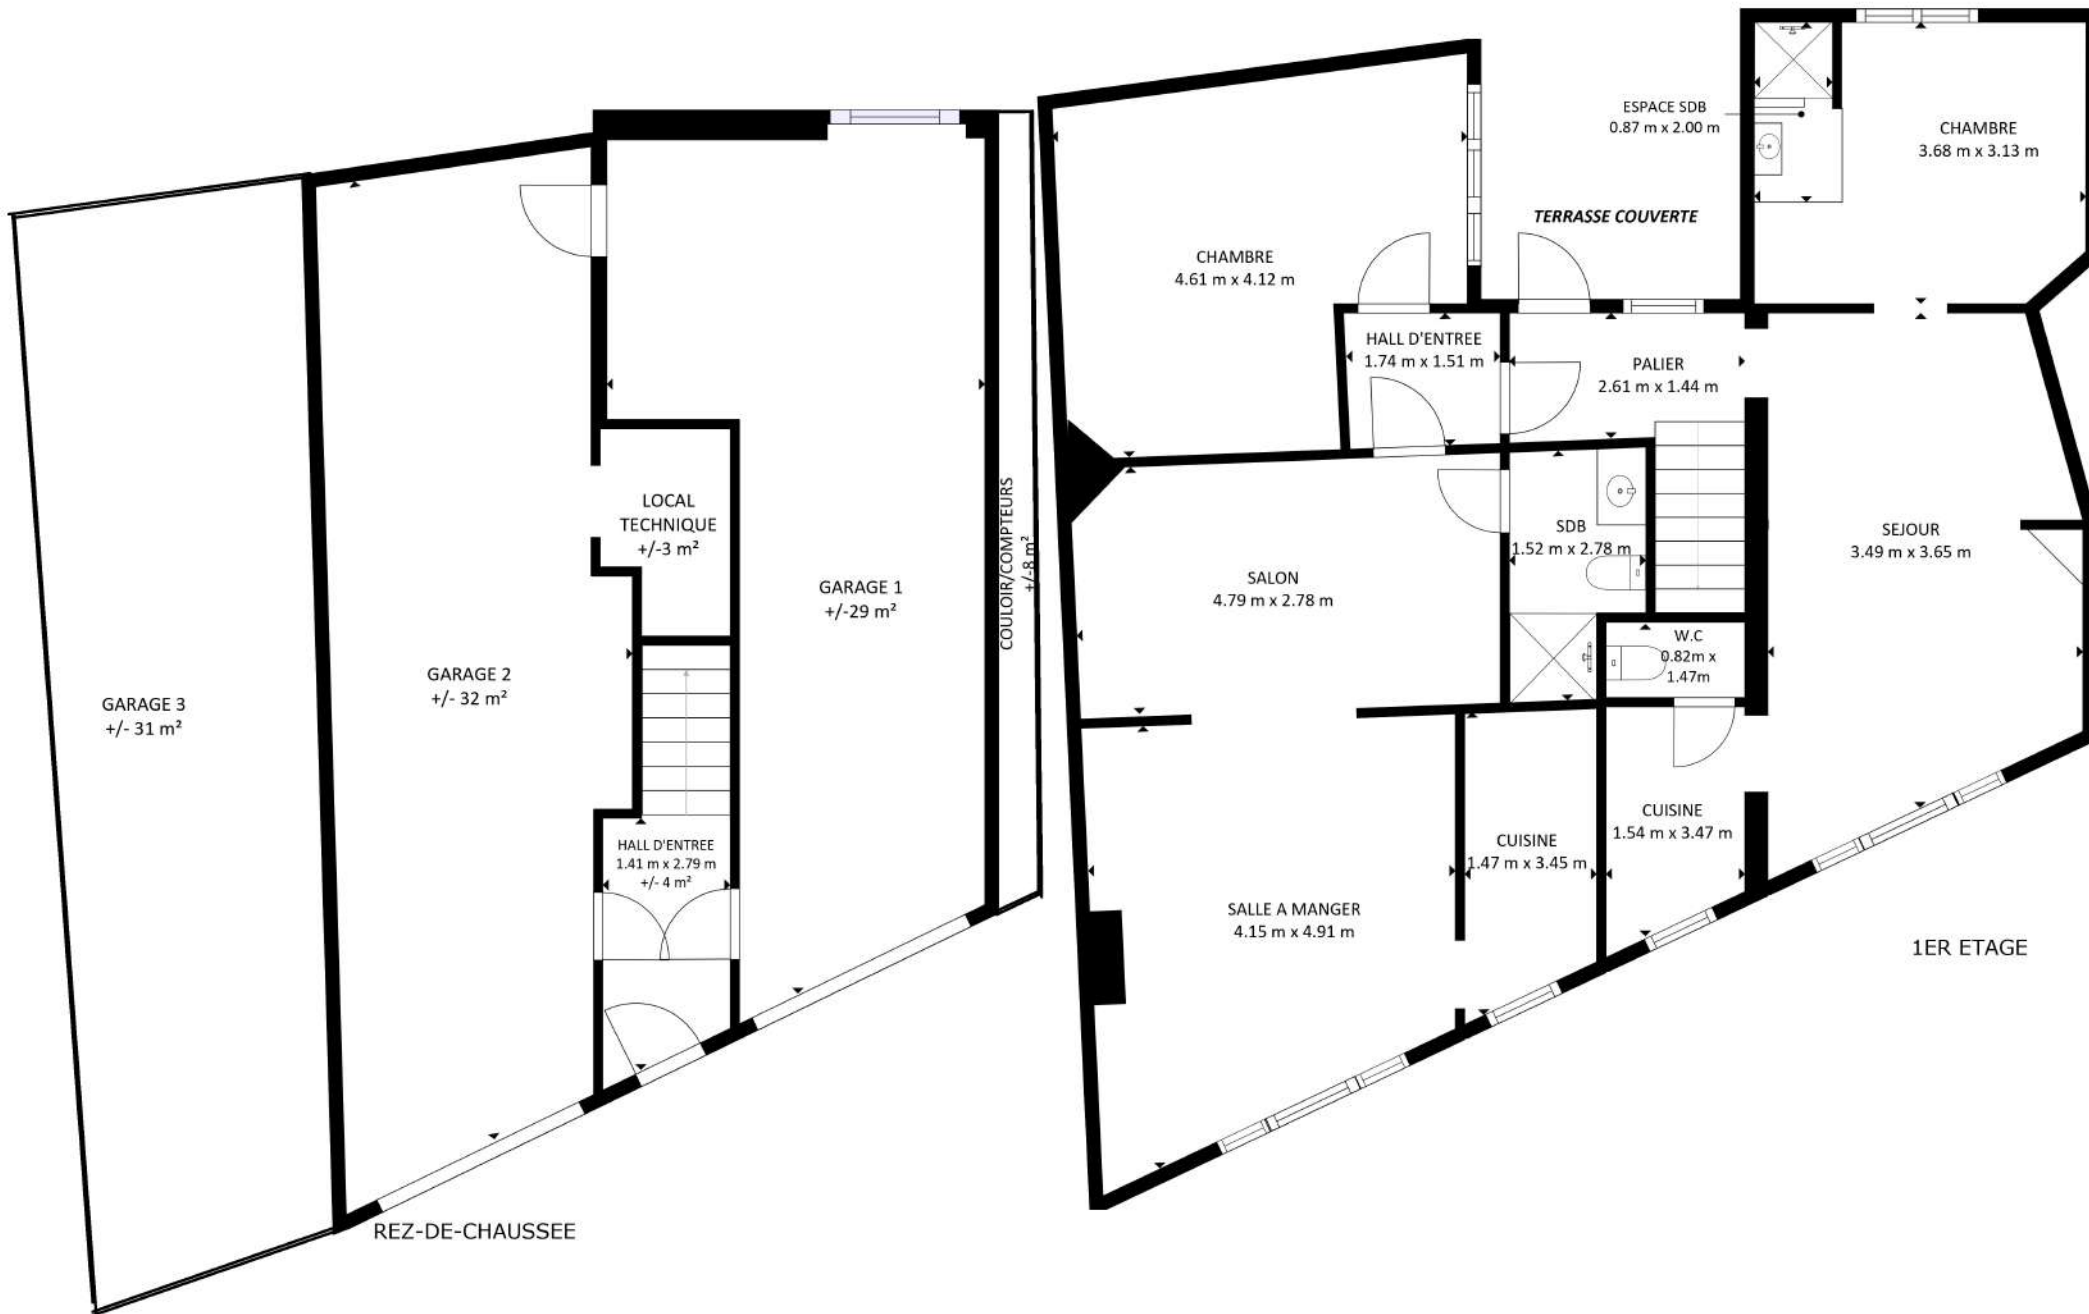 GARAGE 3
+/- 31 m²
GARAGE 2
+/- 32 m²
LOCAL
TECHNIQUE
+/-3 m²
GARAGE 1
+/-29 m²
COULOIR/COMPTEURS
+/-8 m²
HALL D'ENTREE
1.41 m x 2.79 m
+/- 4 m²
REZ-DE-CHAUSSEE
CHAMBRE
4.61 m x 4.12 m
TERRASSE COUVERTE
ESPACE SDB
0.87 m x 2.00 m
CHAMBRE
3.68 m x 3.13 m
HALL D'ENTREE
1.74 m x 1.51 m
PALIER
2.61 m x 1.44 m
SALON
4.79 m x 2.78 m
SDB
1.52 m x 2.78 m
SEJOUR
3.49 m x 3.65 m
W.C
0.82m x
1.47m
SALLE A MANGER
4.15 m x 4.91 m
CUISINE
1.47 m x 3.45 m
CUISINE
1.54 m x 3.47 m
1ER ETAGE